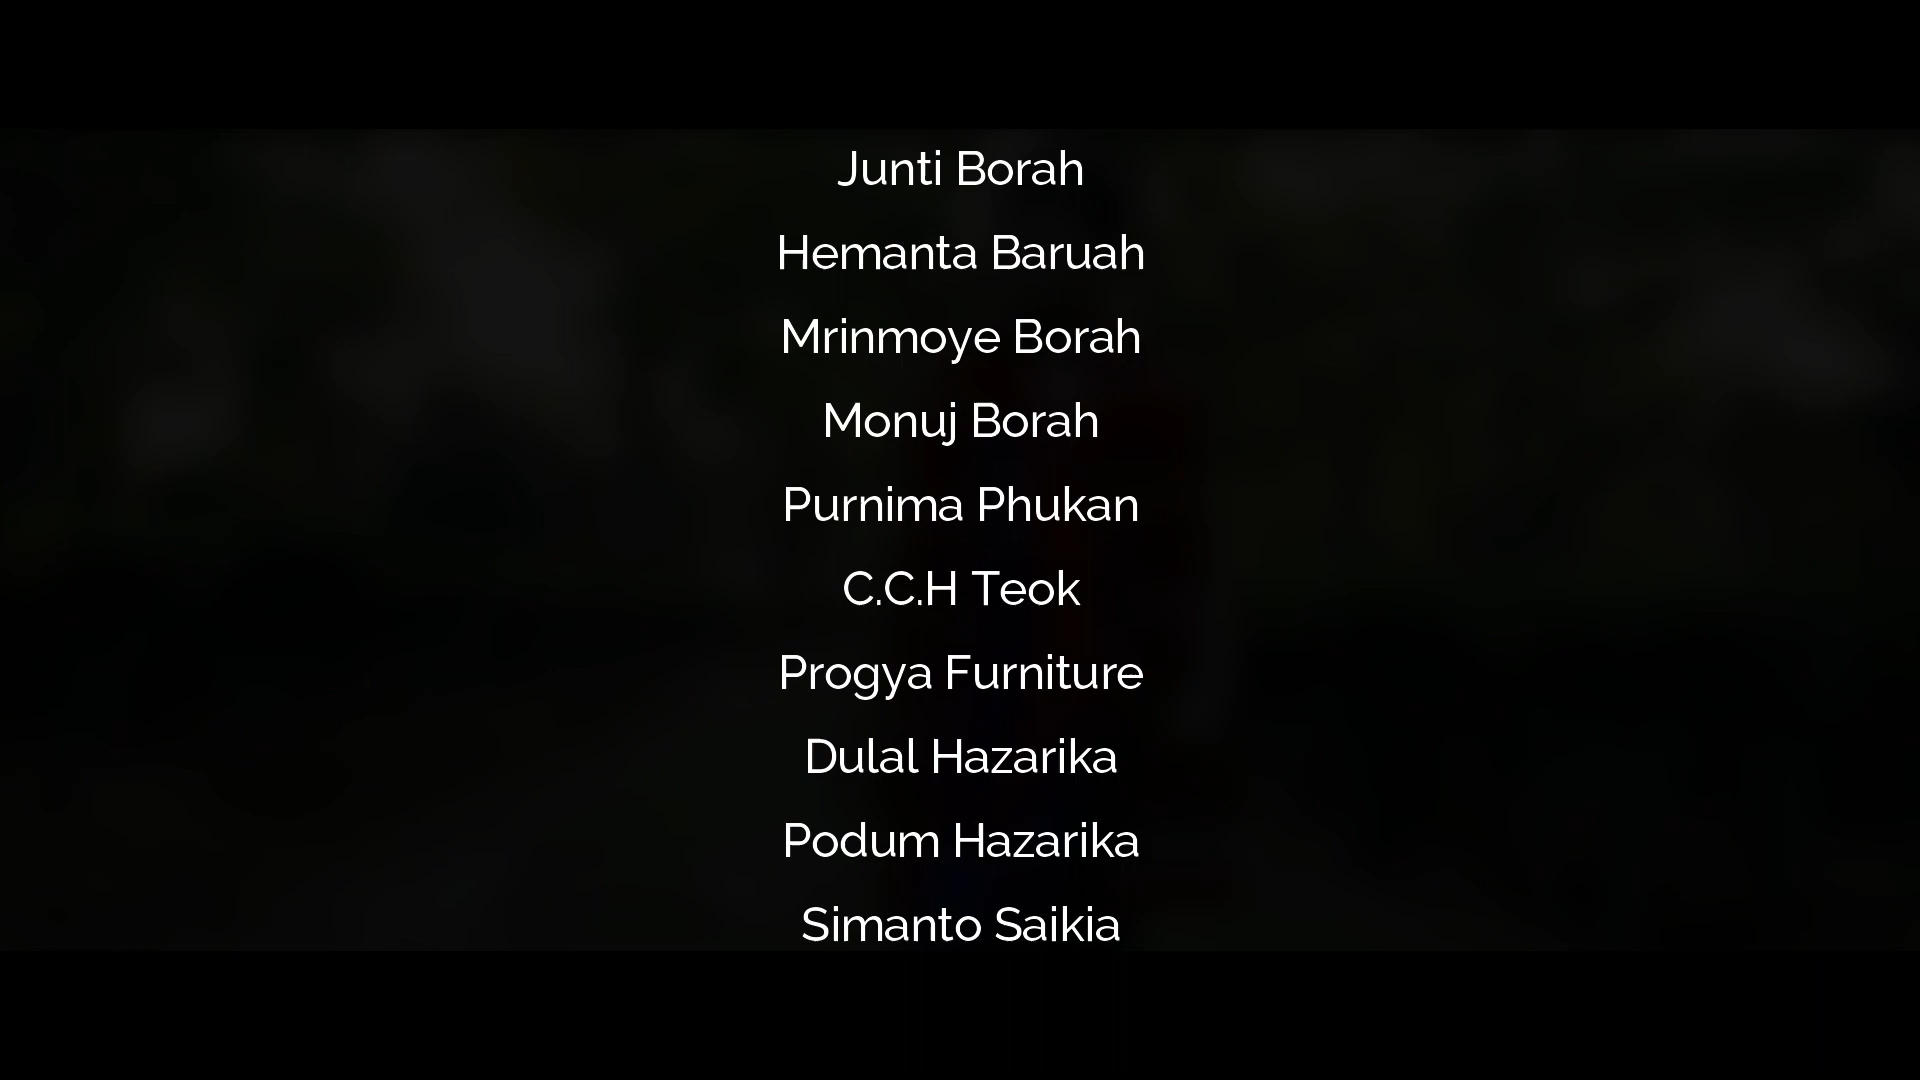 Junti Borah
Hemanta Baruah
Mrinmoye Borah
Monuj Borah
Purnima Phukan
C.C.H Teok
Progya Furniture
Dulal Hazarika
Podum Hazarika
Simanto Saikia